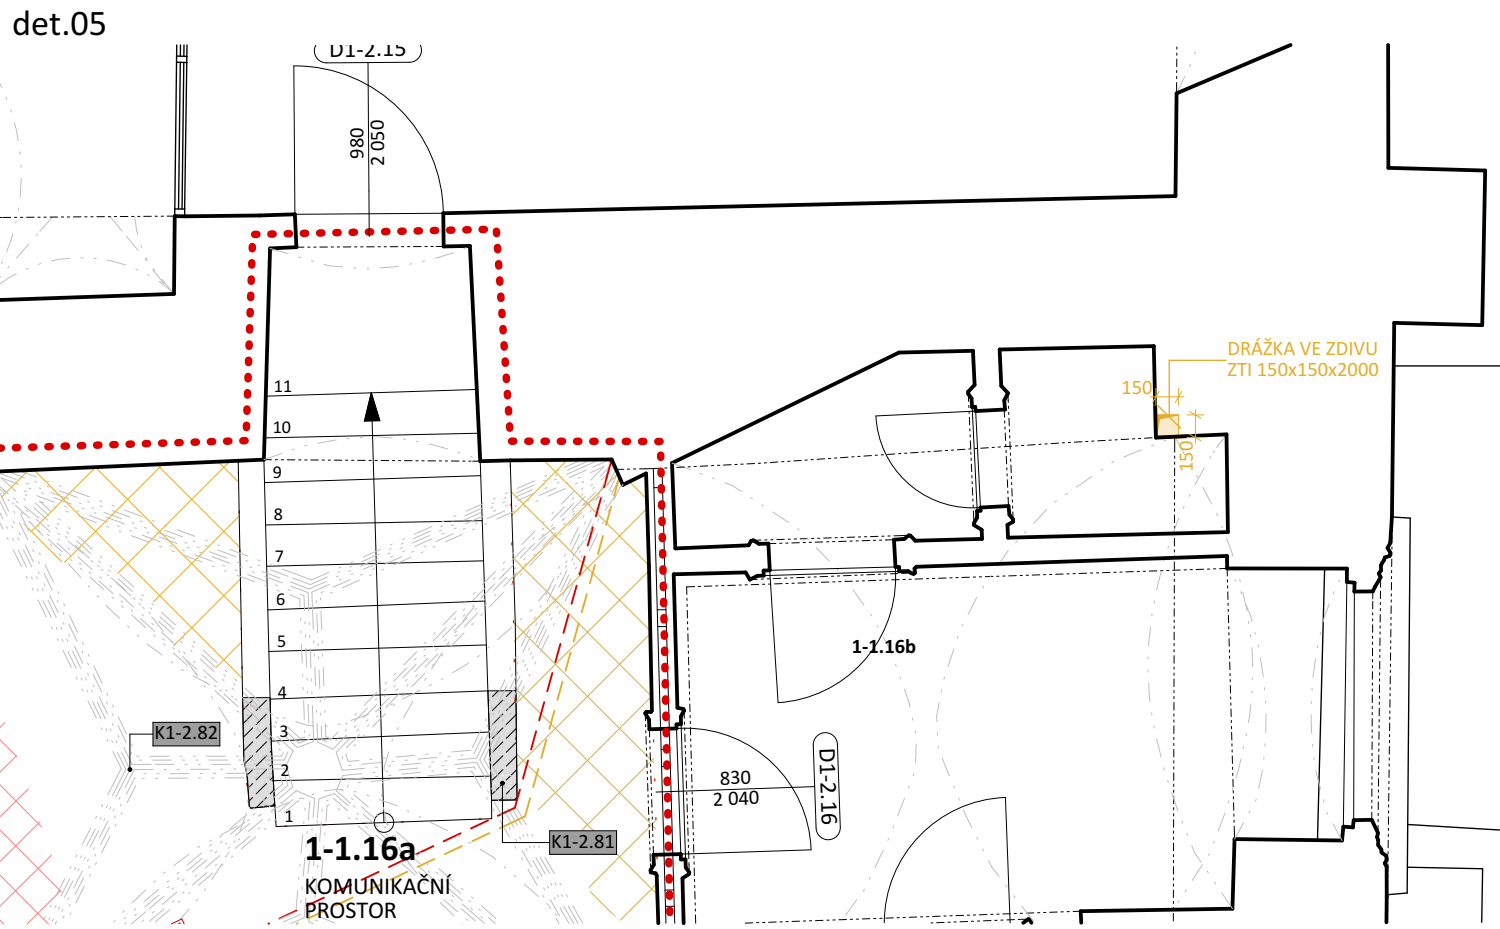 det.05
D1-2.15
980
2 050
DRÁŽKA VE ZDIVU
ZTI 150x150x2000
150
150
11
10
9
8
7
6
5
4
3
2
1
1-1.16b
K1-2.82
830
2 040
D1-2.16
K1-2.81
1-1.16a
KOMUNIKAČNÍ
PROSTOR